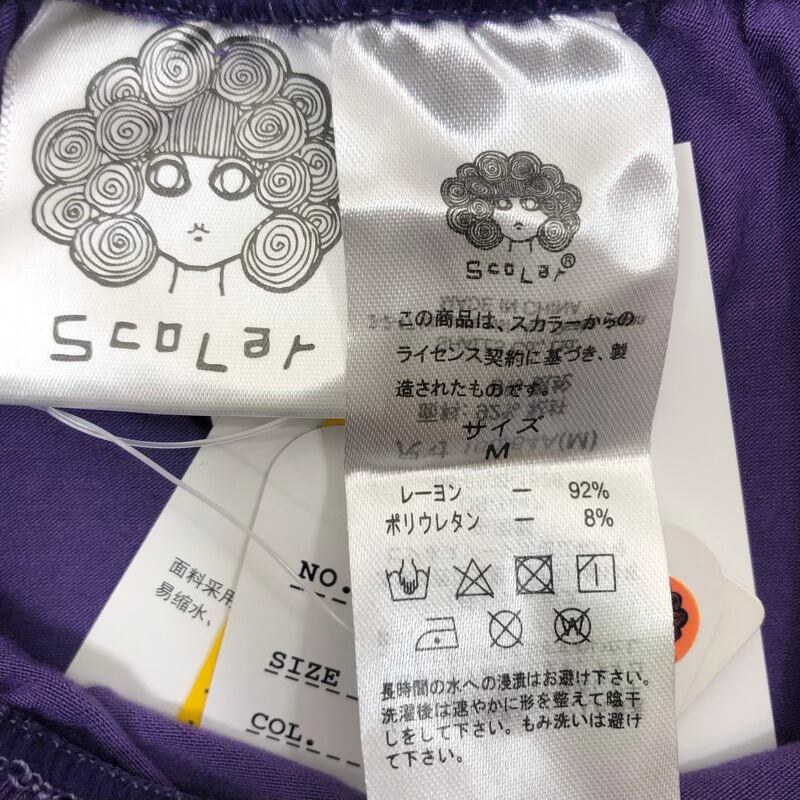 scoLar
scoLar®
この商品は、スカラーからの
ライセンス契約に基づき、製
造されたものです。
サイズ
M
レーヨン － 92%
ポリウレタン － 8%
長時間の水への浸漬はお避け下さい。
洗濯後は速やかに形を整えて陰干
しをして下さい。もみ洗いは避け
て下さい。
面料采用
易缩水、
NO.
SIZE
COL.